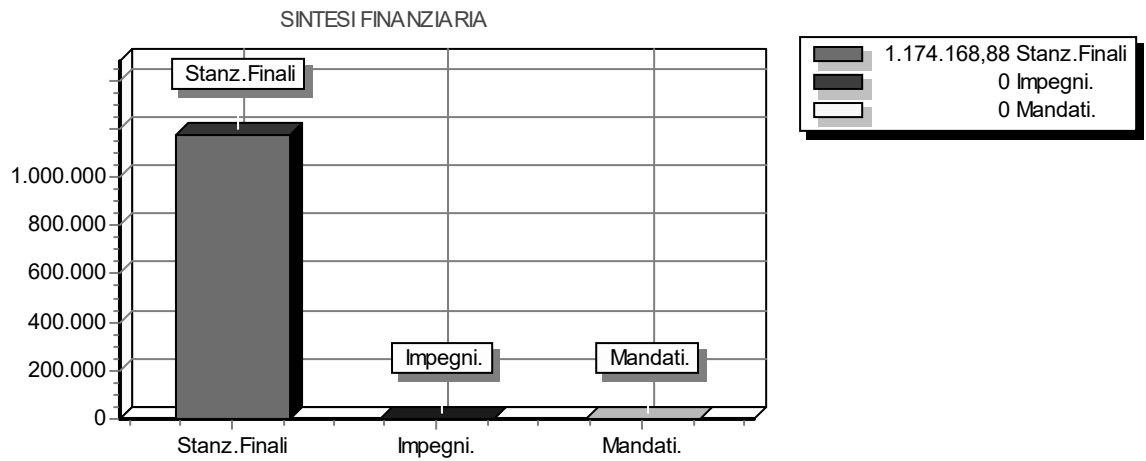 SINTESI FINANZIARIA
1.174.168,88 Stanz.Finali
0 Impegni.
0 Mandati.
Stanz.Finali
Impegni.
Mandati.
1.000.000
800.000
600.000
400.000
200.000
0
Stanz.Finali
Impegni.
Mandati.